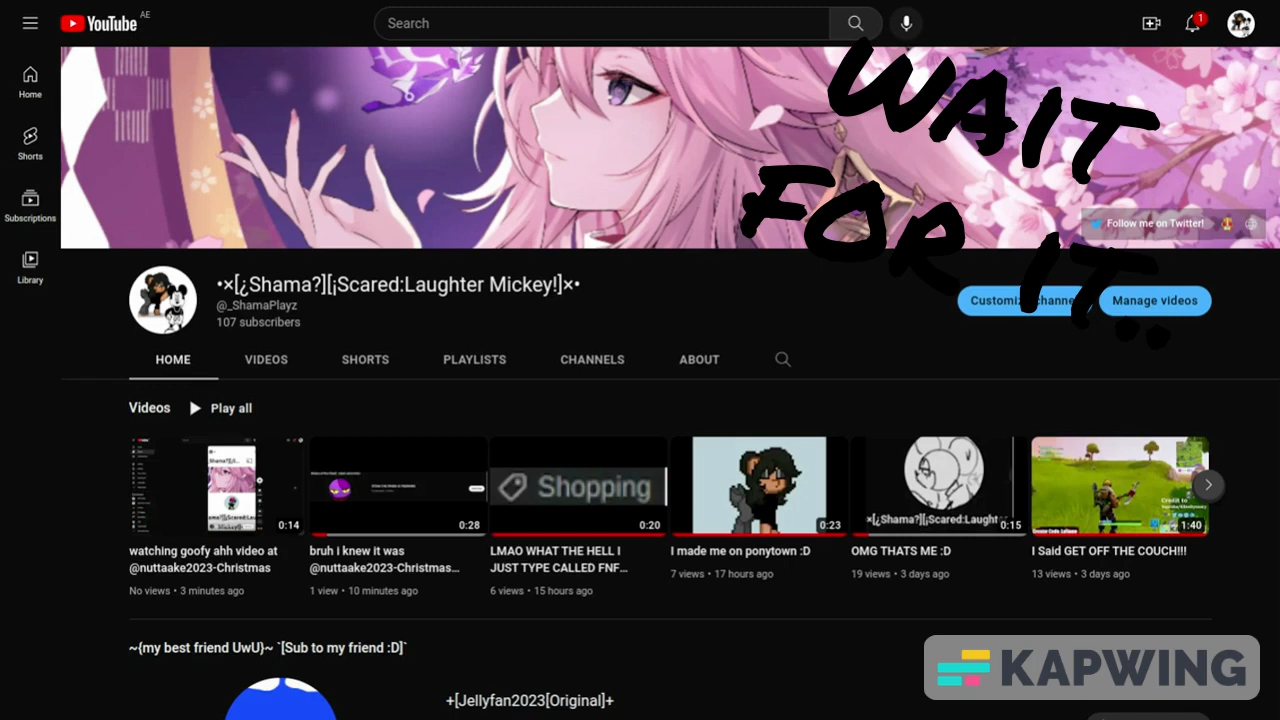 YouTube AE
Search
1
Home
Shorts
Subscriptions
Library
WAIT
FOR IT...
Follow me on Twitter!
•×[¿Shama?][¡Scared:Laughter Mickey!]×•
@_ShamaPlayz
107 subscribers
Manage videos
HOME VIDEOS SHORTS PLAYLISTS CHANNELS ABOUT
Videos Play all
0:14
0:28
Shopping
0:20
0:23
×[¿Shama?][¡Scared:Laught
0:15
1:40
watching goofy ahh video at
@nuttaake2023-Christmas
No views • 3 minutes ago
bruh i knew it was
@nuttaake2023-Christmas...
1 view • 10 minutes ago
LMAO WHAT THE HELL I
JUST TYPE CALLED FNF...
6 views • 15 hours ago
I made me on ponytown :D
7 views • 17 hours ago
OMG THATS ME :D
19 views • 3 days ago
I Said GET OFF THE COUCH!!!
13 views • 3 days ago
~{my best friend UwU}~ `[Sub to my friend :D]`
+[Jellyfan2023[Original]+
KAPWING